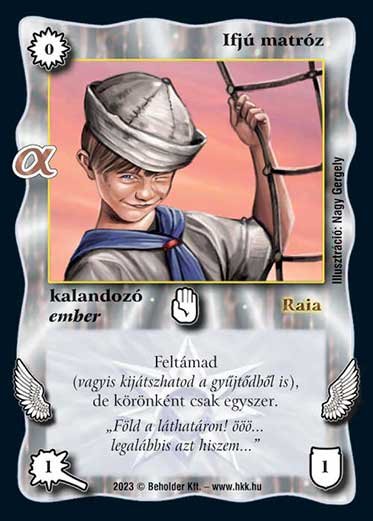 0
Ifjú matróz
α
Illusztráció: Nagy Gergely
kalandozó
ember
Raia
Feltámad
(vagyis kijátszhatod a gyűjtődből is),
de körönként csak egyszer.
„Föld a láthatáron! ööö...
legalábbis azt hiszem...”
1
1
2023 © Beholder Kft. – www.hkk.hu